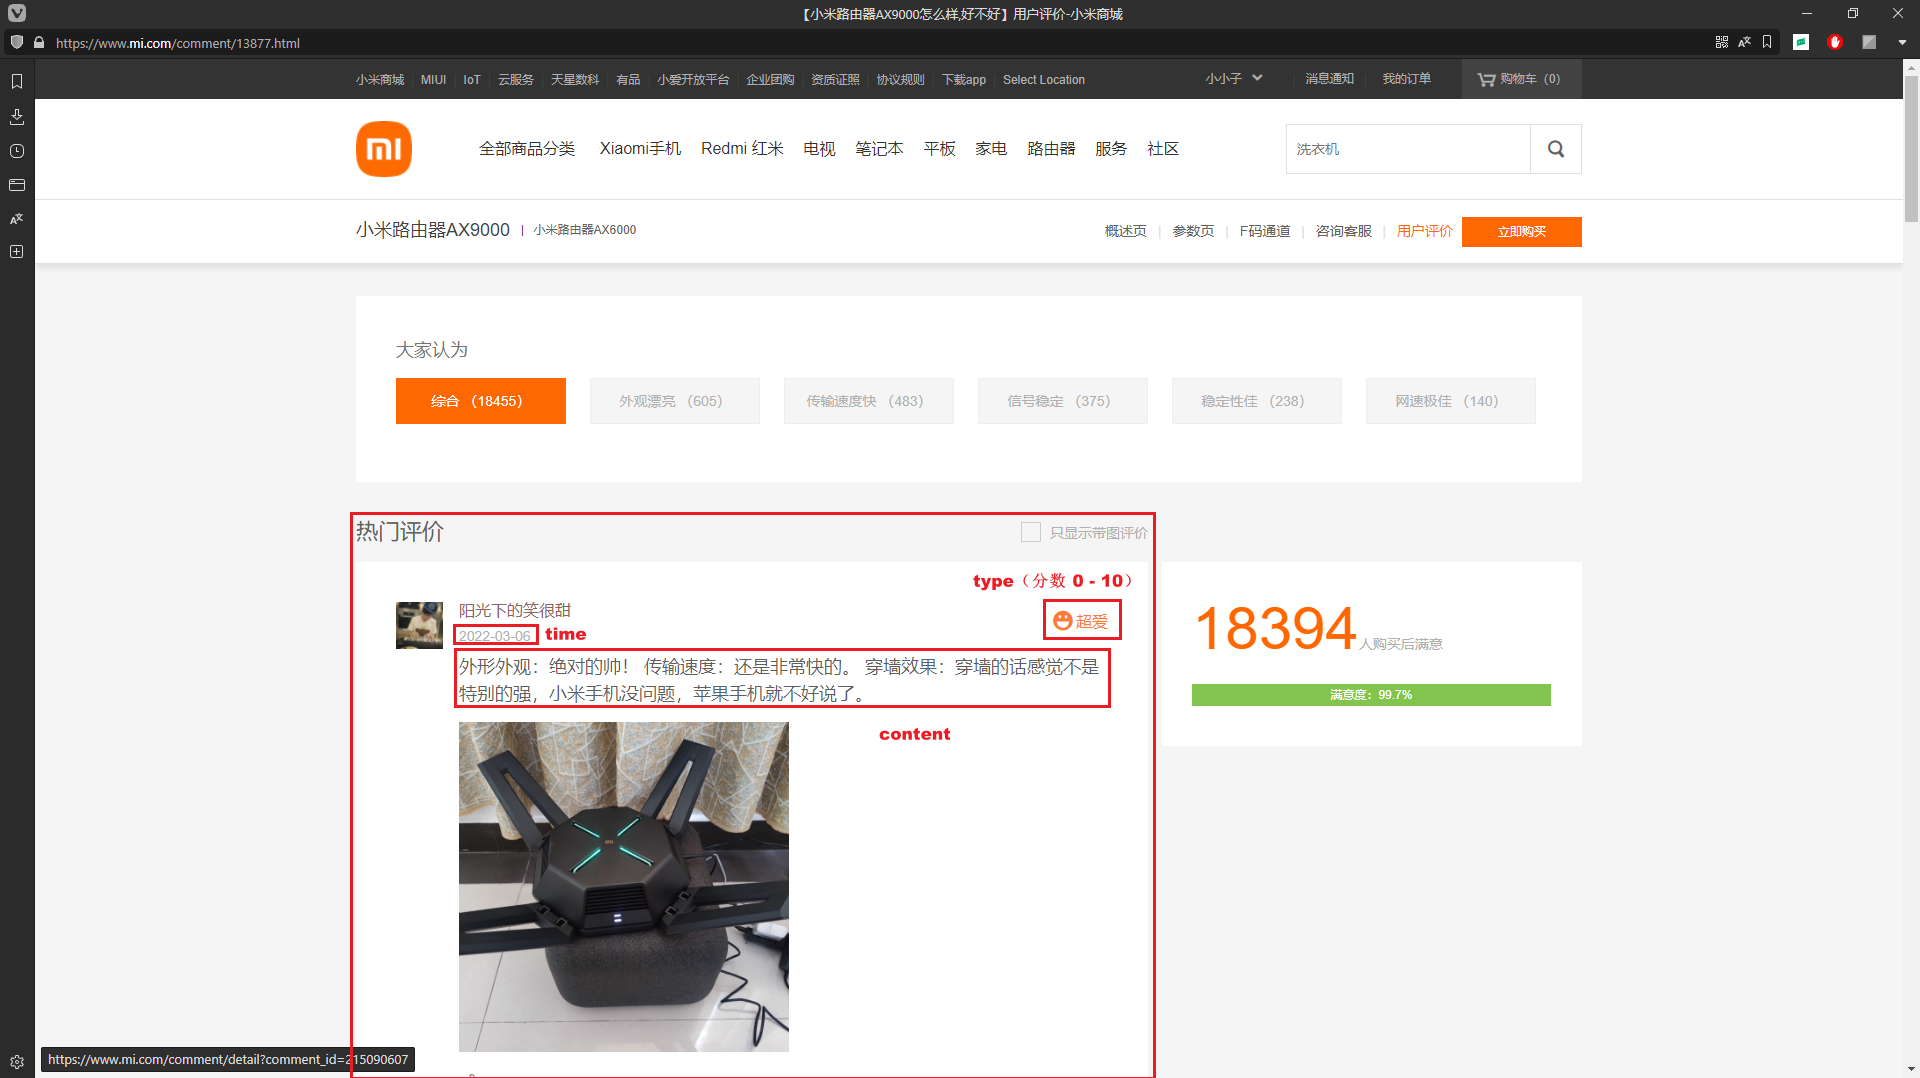 【小米路由器AX9000怎么样,好不好】用户评价-小米商城
https://www.mi.com/comment/13877.html
小米商城 MIUI IoT 云服务 天星数科 有品 小爱开放平台 企业团购 资质证照 协议规则 下载app Select Location 小小子 消息通知 我的订单 购物车（0）
mi 全部商品分类 Xiaomi手机 Redmi 红米 电视 笔记本 平板 家电 路由器 服务 社区 洗衣机
小米路由器AX9000 | 小米路由器AX6000 概述页 | 参数页 | F码通道 | 咨询客服 | 用户评价 立即购买
大家认为
综合 （18455） 外观漂亮 （605） 传输速度快 （483） 信号稳定 （375） 稳定性佳 （238） 网速极佳 （140）
热门评价 只显示带图评价
type（分数 0 - 10）
阳光下的笑很甜
超爱
2022-03-06 time
外形外观：绝对的帅！ 传输速度：还是非常快的。 穿墙效果：穿墙的话感觉不是
特别的强，小米手机没问题，苹果手机就不好说了。
content
18394人购买后满意
满意度：99.7%
https://www.mi.com/comment/detail?comment_id=215090607